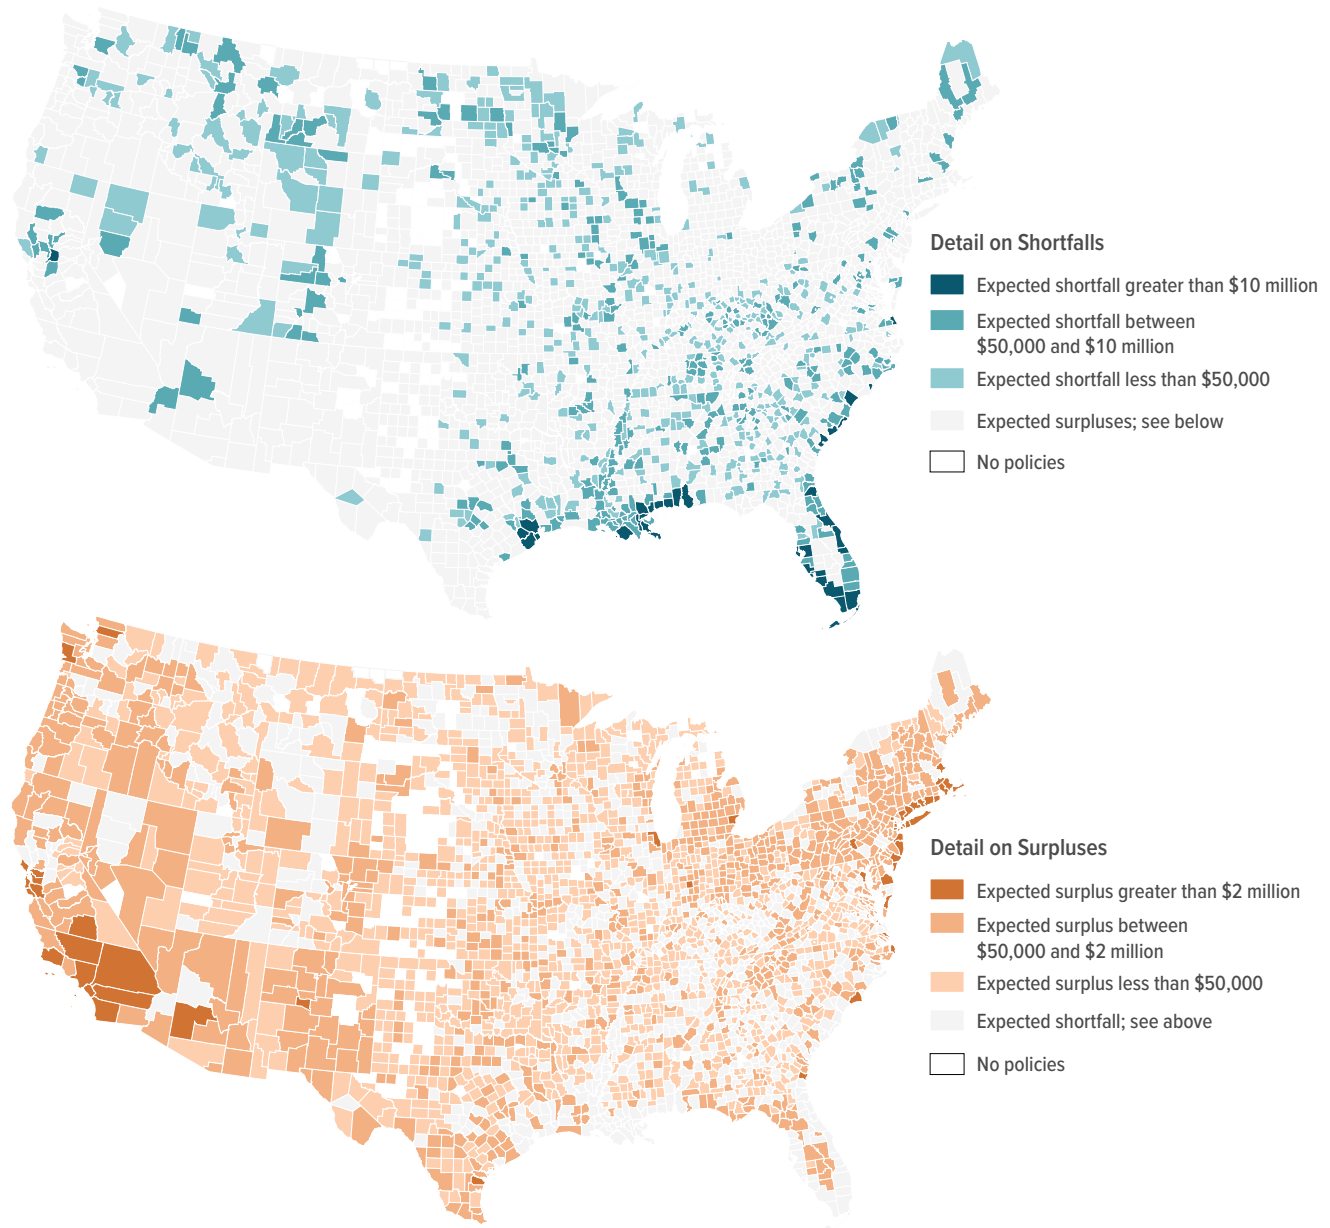 Detail on Shortfalls
Expected shortfall greater than $10 million
Expected shortfall between
$50,000 and $10 million
Expected shortfall less than $50,000
Expected surpluses; see below
No policies
Detail on Surpluses
Expected surplus greater than $2 million
Expected surplus between
$50,000 and $2 million
Expected surplus less than $50,000
Expected shortfall; see above
No policies